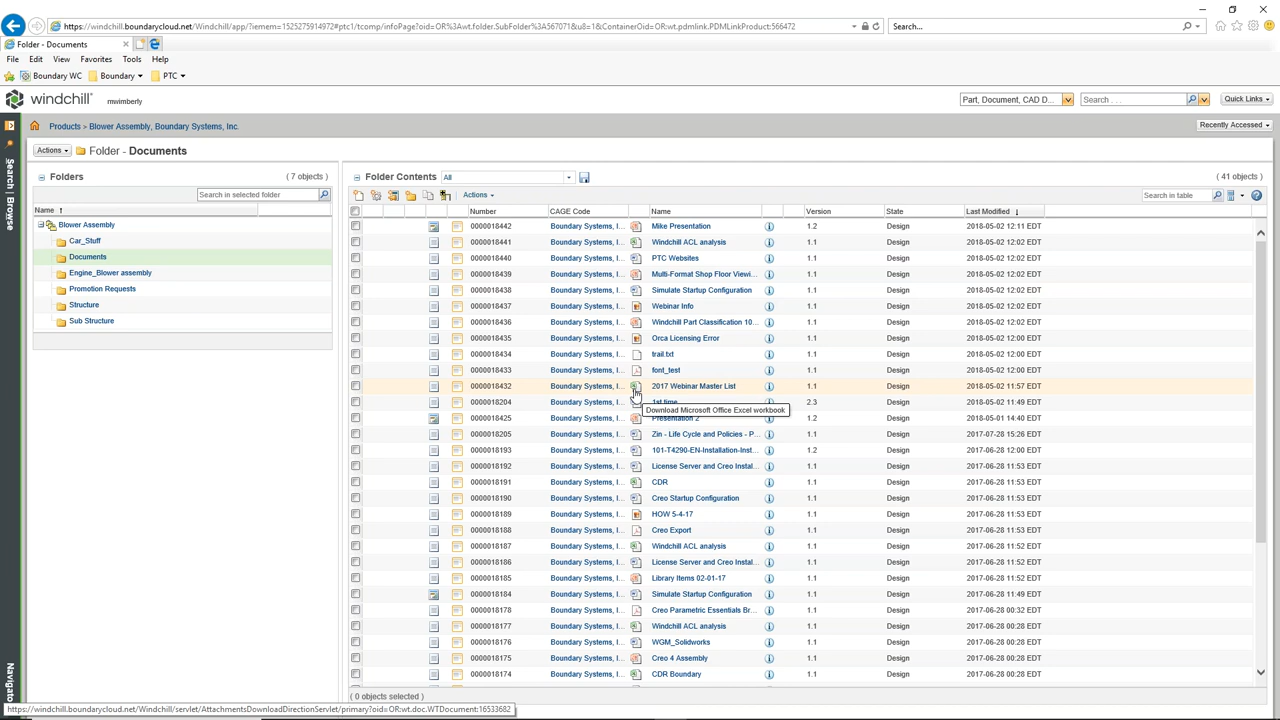 https://windchill.boundarycloud.net/Windchill/app/?iemem=1525275914972#ptc1/tcomp/infoPage?oid=OR%3Awt.folder.SubFolder%3A567071&u8=1&ContainerOid=OR:wt.pdmlink.PDMLinkProduct:566472
Search...
Folder - Documents
File Edit View Favorites Tools Help
Boundary WC Boundary PTC
windchill mwimberly Part, Document, CAD D... Search . . . Quick Links
Products > Blower Assembly, Boundary Systems, Inc. Recently Accessed
Actions Folder - Documents
Search | Browse
Folders ( 7 objects )
Search in selected folder
Name ↑
Blower Assembly
Car_Stuff
Documents
Engine_Blower assembly
Promotion Requests
Structure
Sub Structure
Folder Contents All ( 41 objects )
Actions Search in table
Number CAGE Code Name Version State Last Modified ↓
0000018442 Boundary Systems, I... Mike Presentation 1.2 Design 2018-05-02 12:11 EDT
0000018441 Boundary Systems, I... Windchill ACL analysis 1.1 Design 2018-05-02 12:02 EDT
0000018440 Boundary Systems, I... PTC Websites 1.1 Design 2018-05-02 12:02 EDT
0000018439 Boundary Systems, I... Multi-Format Shop Floor Viewi... 1.1 Design 2018-05-02 12:02 EDT
0000018438 Boundary Systems, I... Simulate Startup Configuration 1.1 Design 2018-05-02 12:02 EDT
0000018437 Boundary Systems, I... Webinar Info 1.1 Design 2018-05-02 12:02 EDT
0000018436 Boundary Systems, I... Windchill Part Classification 10... 1.1 Design 2018-05-02 12:02 EDT
0000018435 Boundary Systems, I... Orca Licensing Error 1.1 Design 2018-05-02 12:00 EDT
0000018434 Boundary Systems, I... trail.txt 1.1 Design 2018-05-02 12:00 EDT
0000018433 Boundary Systems, I... font_test 1.1 Design 2018-05-02 12:00 EDT
0000018432 Boundary Systems, I... 2017 Webinar Master List 1.1 Design 2018-05-02 11:57 EDT
0000018204 Boundary Systems, I... 1st time 2.3 Design 2018-05-02 11:49 EDT
Download Microsoft Office Excel workbook
0000018425 Boundary Systems, I... Presentation 2 1.2 Design 2018-05-01 14:40 EDT
0000018205 Boundary Systems, I... Zin - Life Cycle and Policies - P... 1.1 Design 2017-07-28 15:26 EDT
0000018193 Boundary Systems, I... 101-T4290-EN-Installation-Inst... 1.2 Design 2017-06-28 12:00 EDT
0000018192 Boundary Systems, I... License Server and Creo Instal... 1.1 Design 2017-06-28 11:53 EDT
0000018191 Boundary Systems, I... CDR 1.1 Design 2017-06-28 11:53 EDT
0000018190 Boundary Systems, I... Creo Startup Configuration 1.1 Design 2017-06-28 11:53 EDT
0000018189 Boundary Systems, I... HOW 5-4-17 1.1 Design 2017-06-28 11:53 EDT
0000018188 Boundary Systems, I... Creo Export 1.1 Design 2017-06-28 11:53 EDT
0000018187 Boundary Systems, I... Windchill ACL analysis 1.1 Design 2017-06-28 11:52 EDT
0000018186 Boundary Systems, I... License Server and Creo Instal... 1.1 Design 2017-06-28 11:52 EDT
0000018185 Boundary Systems, I... Library Items 02-01-17 1.1 Design 2017-06-28 11:52 EDT
0000018184 Boundary Systems, I... Simulate Startup Configuration 1.1 Design 2017-06-28 11:49 EDT
0000018178 Boundary Systems, I... Creo Parametric Essentials Br... 1.1 Design 2017-06-28 00:32 EDT
0000018177 Boundary Systems, I... Windchill ACL analysis 1.1 Design 2017-06-28 00:28 EDT
0000018176 Boundary Systems, I... WGM_Solidworks 1.1 Design 2017-06-28 00:28 EDT
0000018175 Boundary Systems, I... Creo 4 Assembly 1.1 Design 2017-06-28 00:28 EDT
0000018174 Boundary Systems, I... CDR Boundary 1.1 Design 2017-06-28 00:28 EDT
Navigato
( 0 objects selected )
https://windchill.boundarycloud.net/Windchill/servlet/AttachmentsDownloadDirectionServlet/primary?oid=OR:wt.doc.WTDocument:16533682